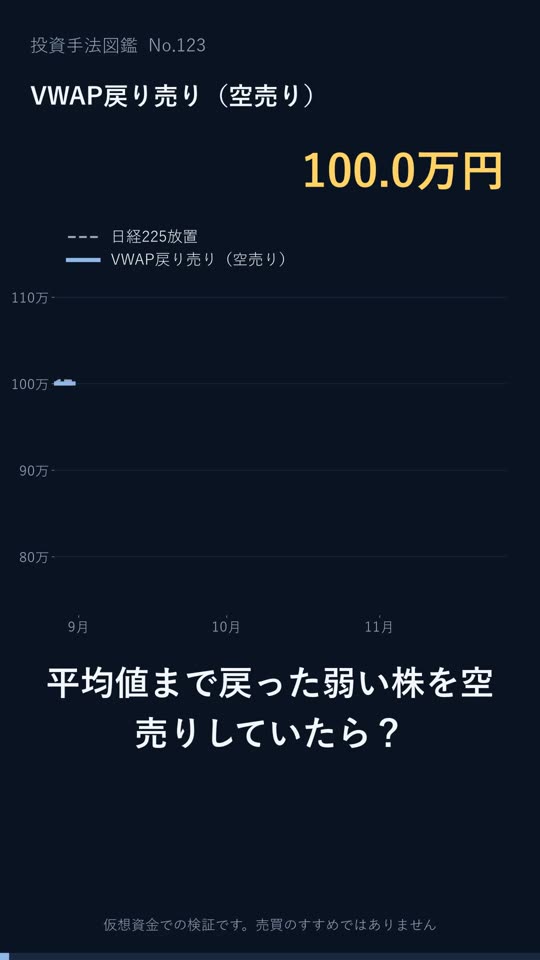 投資手法図鑑 No.123
VWAP戻り売り（空売り）
100.0万円
日経225放置
VWAP戻り売り（空売り）
110万
100万
90万
80万
9月 10月 11月
平均値まで戻った弱い株を空
売りしていたら？
仮想資金での検証です。売買のすすめではありません